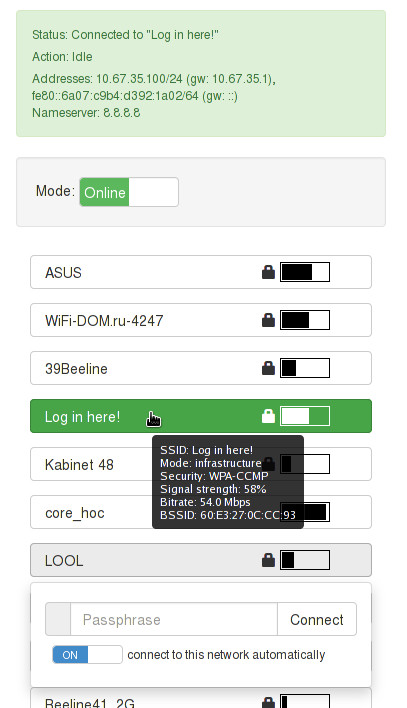 Status: Connected to "Log in here!"
Action: Idle
Addresses: 10.67.35.100/24 (gw: 10.67.35.1),
fe80::6a07:c9b4:d392:1a02/64 (gw: ::)
Nameserver: 8.8.8.8
Mode: Online
ASUS
WiFi-DOM.ru-4247
39Beeline
Log in here!
Kabinet 48
SSID: Log in here!
Mode: infrastructure
Security: WPA-CCMP
Signal strength: 58%
Bitrate: 54.0 Mbps
BSSID: 60:E3:27:0C:CC:93
core_hoc
LOOL
Passphrase Connect
ON connect to this network automatically
Beeline41_2G